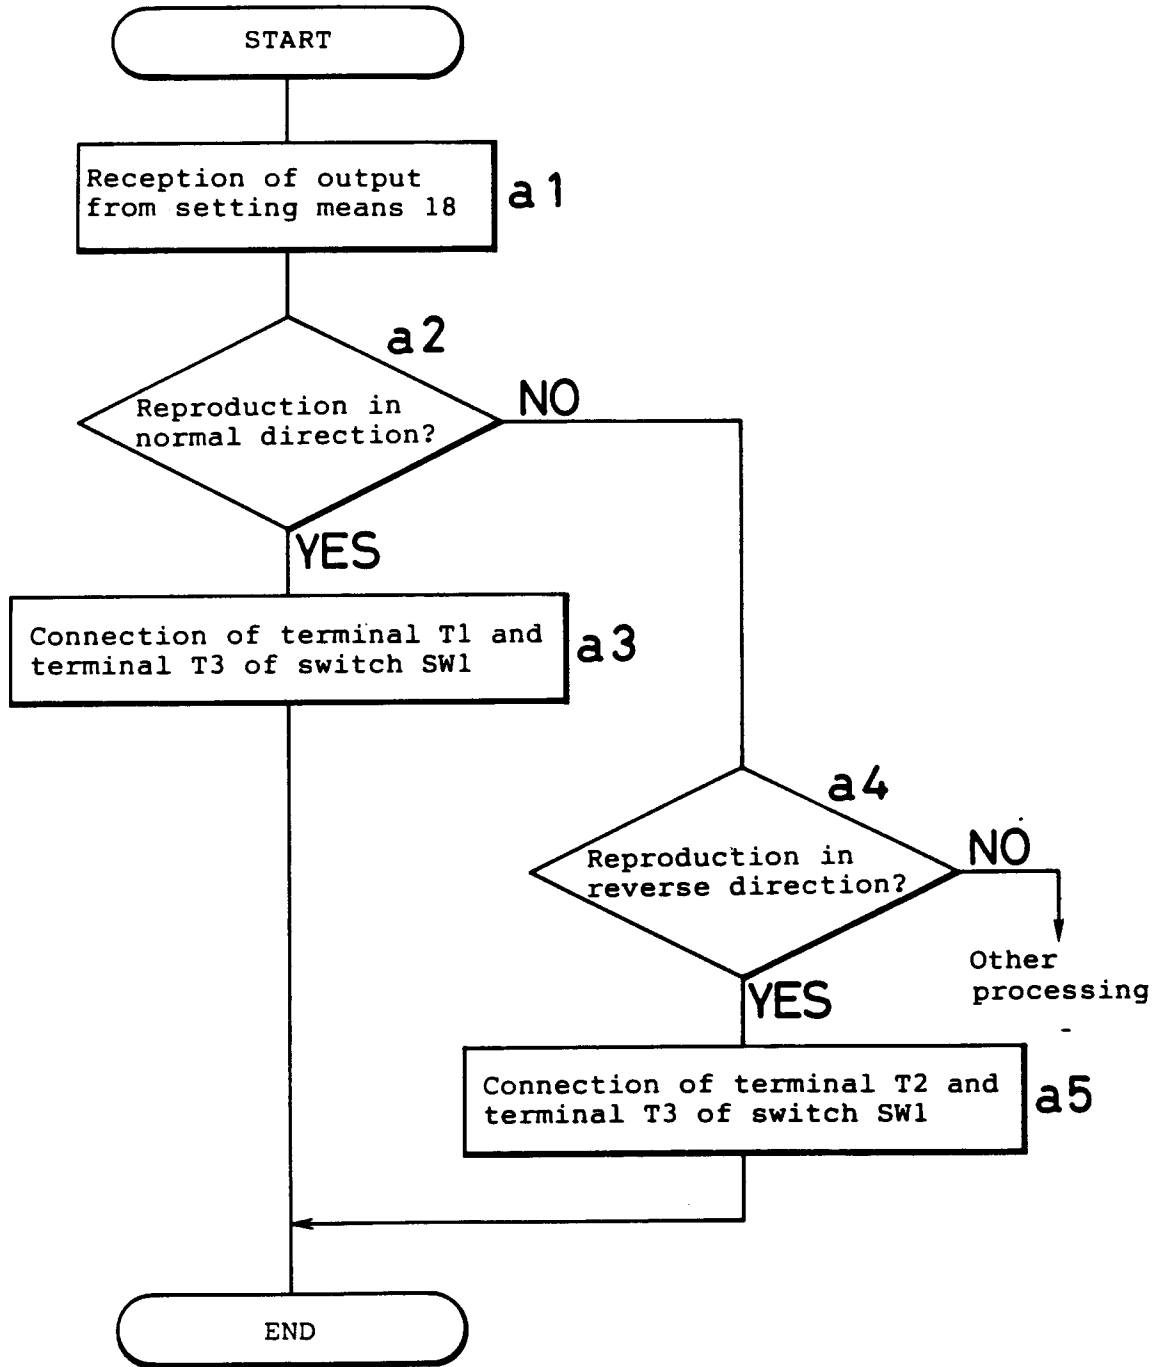 START
Reception of output
from setting means 18
a1
a2
Reproduction in
normal direction?
NO
YES
Connection of terminal T1 and
terminal T3 of switch SW1
a3
a4
Reproduction in
reverse direction?
NO
Other
processing
YES
Connection of terminal T2 and
terminal T3 of switch SW1
a5
END